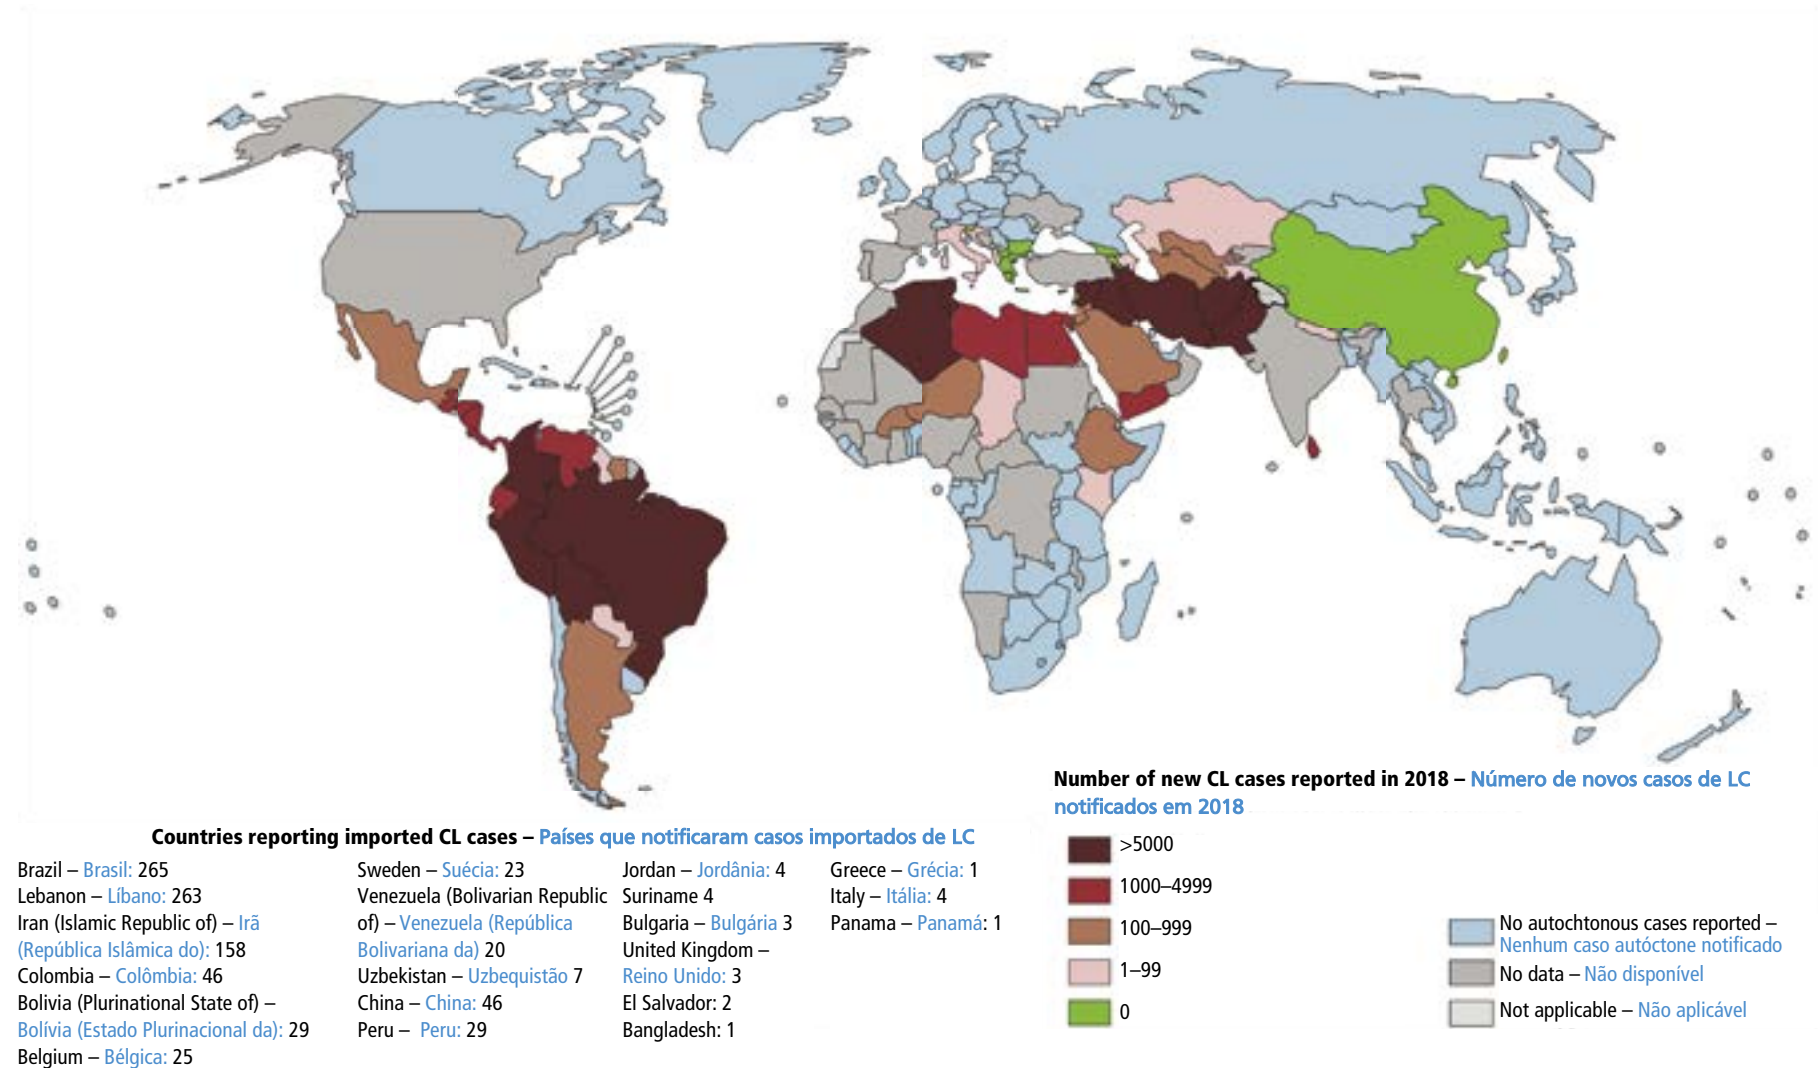 Number of new CL cases reported in 2018 – Número de novos casos de LC
notificados em 2018
>5000
1000–4999
100–999
1–99
0
No autochtonous cases reported –
Nenhum caso autóctone notificado
No data – Não disponível
Not applicable – Não aplicável
Countries reporting imported CL cases – Países que notificaram casos importados de LC
Brazil – Brasil: 265
Lebanon – Líbano: 263
Iran (Islamic Republic of) – Irã
(República Islâmica do): 158
Colombia – Colômbia: 46
Bolivia (Plurinational State of) –
Bolívia (Estado Plurinacional da): 29
Belgium – Bélgica: 25
Sweden – Suécia: 23
Venezuela (Bolivarian Republic
of) – Venezuela (República
Bolivariana da) 20
Uzbekistan – Uzbequistão 7
China – China: 46
Peru – Peru: 29
Jordan – Jordânia: 4
Suriname 4
Bulgaria – Bulgária 3
United Kingdom –
Reino Unido: 3
El Salvador: 2
Bangladesh: 1
Greece – Grécia: 1
Italy – Itália: 4
Panama – Panamá: 1